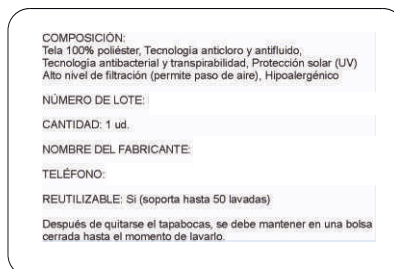 COMPOSICIÓN:
Tela 100% poliéster, Tecnología anticloro y antifluido,
Tecnología antibacterial y transpirabilidad, Protección solar (UV)
Alto nivel de filtración (permite paso de aire), Hipoalergénico
NÚMERO DE LOTE:
CANTIDAD: 1 ud.
NOMBRE DEL FABRICANTE:
TELÉFONO:
REUTILIZABLE: Si (soporta hasta 50 lavadas)
Después de quitarse el tapabocas, se debe mantener en una bolsa
cerrada hasta el momento de lavarlo.